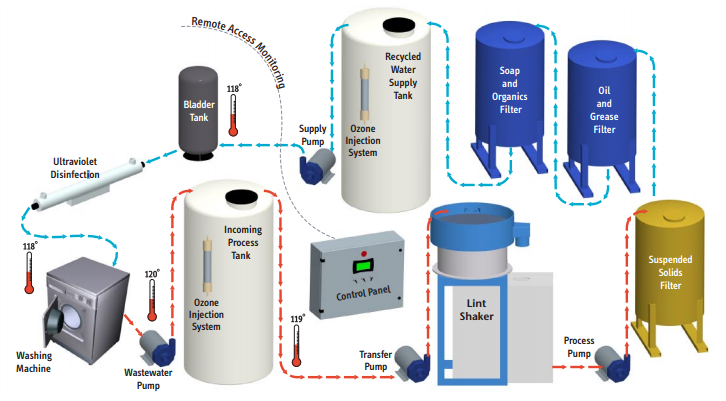 Remote Access Monitoring
Recycled
Water
Supply
Tank
Soap
and
Organics
Filter
Oil
and
Grease
Filter
118°
Bladder
Tank
Supply
Pump
Ozone
Injection
System
Ultraviolet
Disinfection
Incoming
Process
Tank
Suspended
Solids
Filter
118°
120°
Control Panel
Ozone
Injection
System
Lint
Shaker
119°
Washing
Machine
Wastewater
Pump
Transfer
Pump
Process
Pump